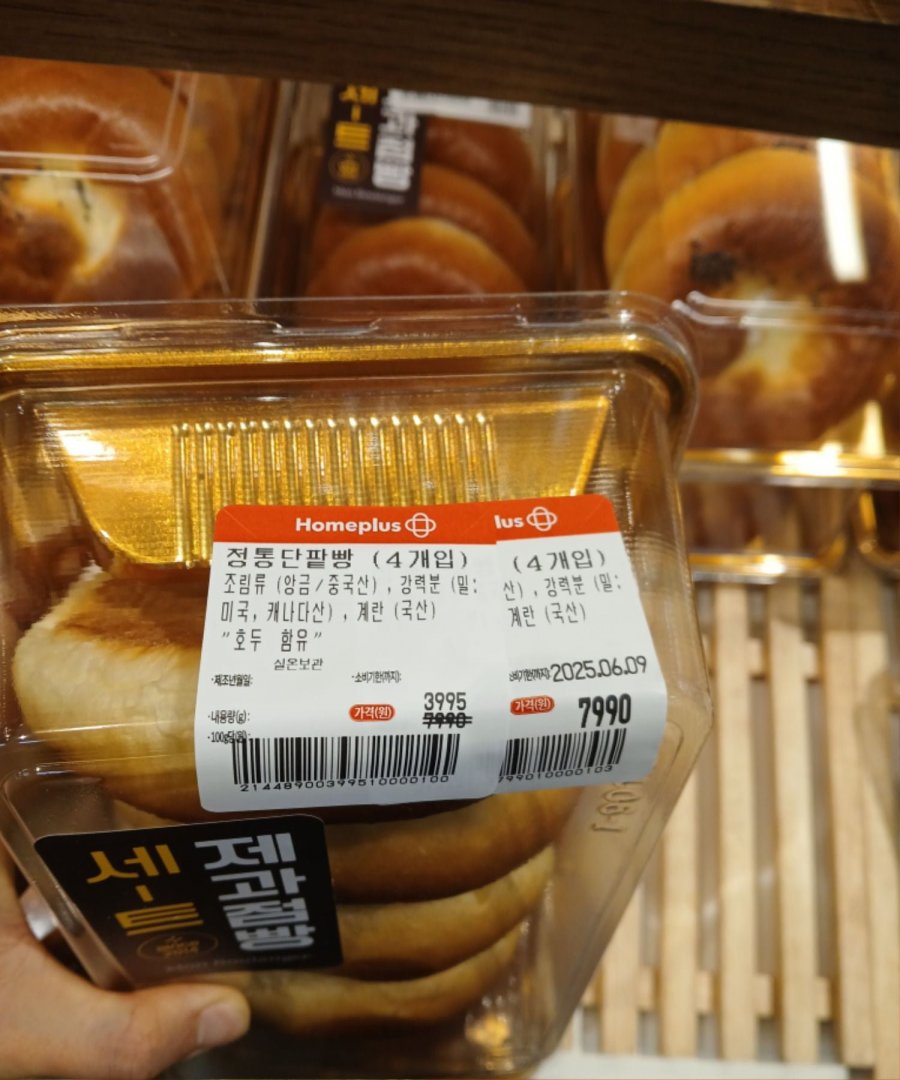 세트
제과점빵
Homeplus
정통단팥빵 (4개입)
조림류 (앙금/중국산) , 강력분 (밀:
미국, 캐나다산) , 계란 (국산)
"호두 함유"
실온보관
·제조년월일:
·소비기한(까지):
·내용량(g):
가격(원)
3995
7990
·100g당(원):
2144890039951 0000100
lus
(4개입)
산) , 강력분 (밀:
계란 (국산)
소비기한(까지): 2025.06.09
가격(원) 7990
799010000103
세트
제과점빵